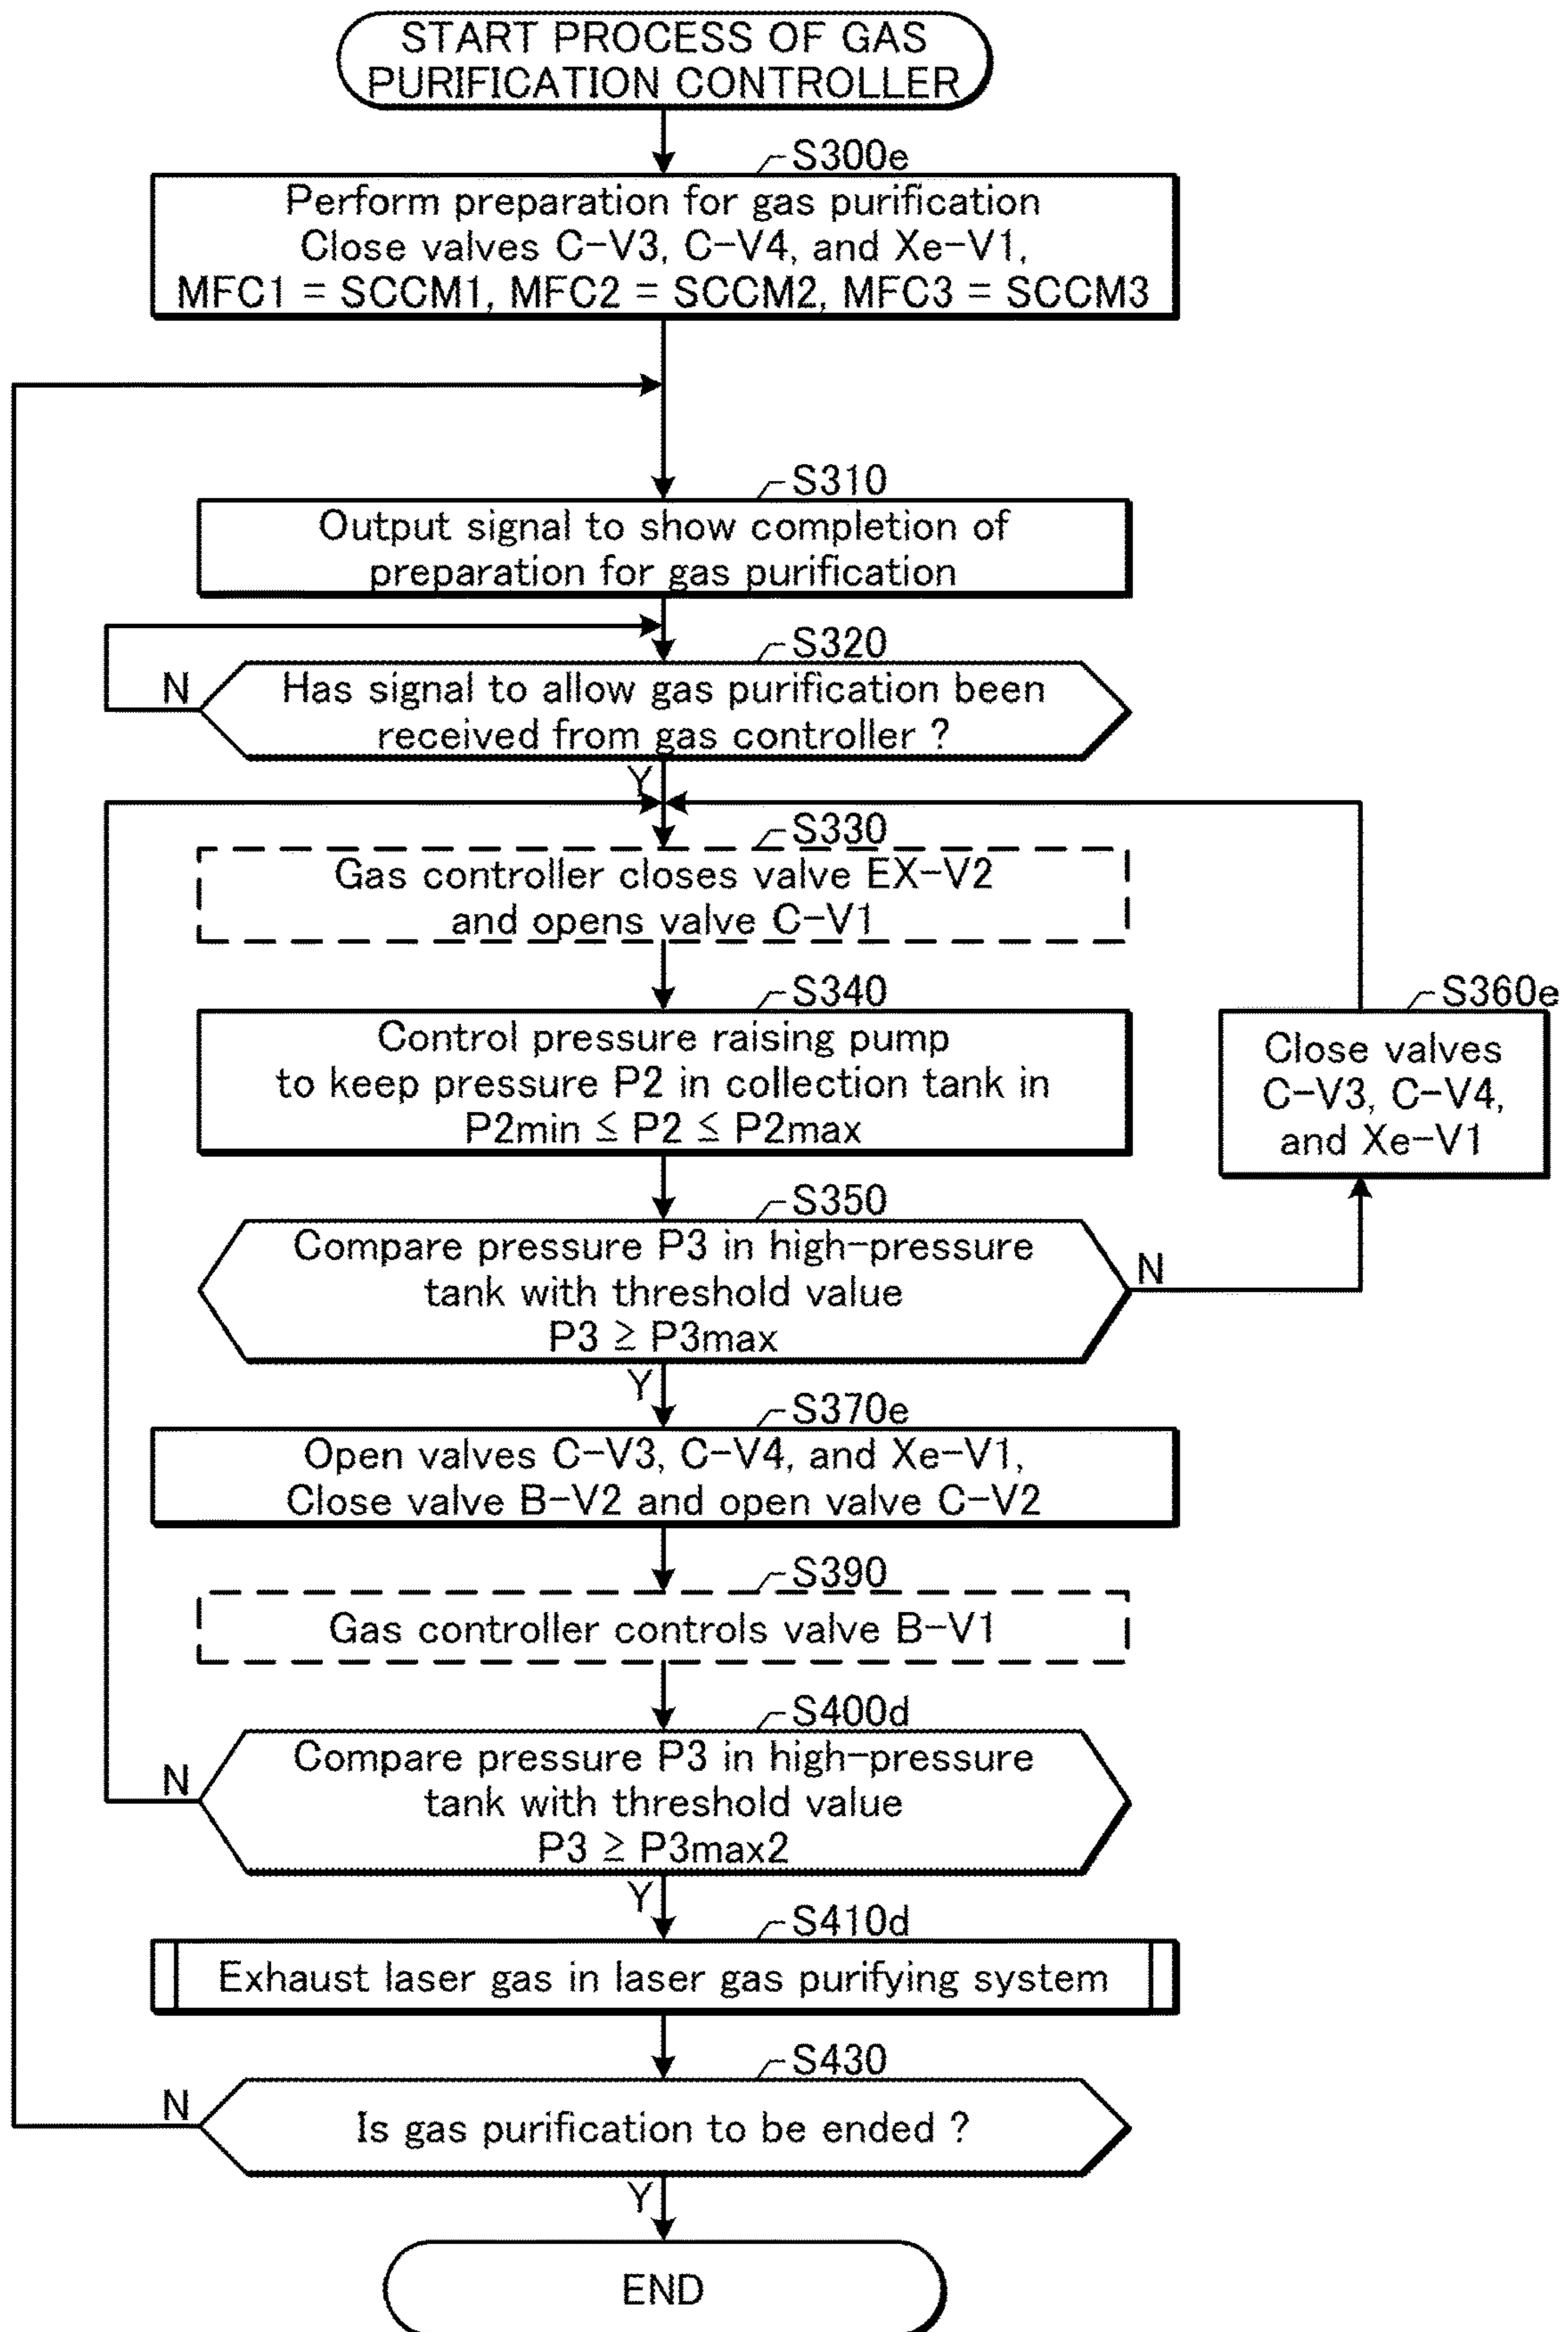 START PROCESS OF GAS
PURIFICATION CONTROLLER
S300e
Perform preparation for gas purification
Close valves C-V3, C-V4, and Xe-V1,
MFC1 = SCCM1, MFC2 = SCCM2, MFC3 = SCCM3
S310
Output signal to show completion of
preparation for gas purification
S320
N
Has signal to allow gas purification been
received from gas controller ?
Y
S330
Gas controller closes valve EX-V2
and opens valve C-V1
S340
Control pressure raising pump
to keep pressure P2 in collection tank in
P2min ≦ P2 ≦ P2max
S360e
Close valves
C-V3, C-V4,
and Xe-V1
S350
Compare pressure P3 in high-pressure
tank with threshold value
P3 ≧ P3max
N
Y
S370e
Open valves C-V3, C-V4, and Xe-V1,
Close valve B-V2 and open valve C-V2
S390
Gas controller controls valve B-V1
S400d
N
Compare pressure P3 in high-pressure
tank with threshold value
P3 ≧ P3max2
Y
S410d
Exhaust laser gas in laser gas purifying system
S430
N
Is gas purification to be ended ?
Y
END